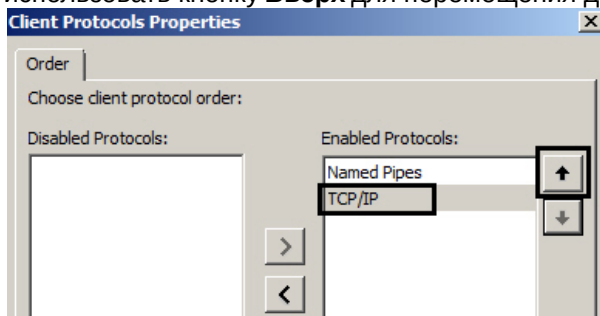 использовать кнопку Вверх для перемещения д
Client Protocols Properties
Order
Choose client protocol order:
Disabled Protocols:
Enabled Protocols:
Named Pipes
TCP/IP